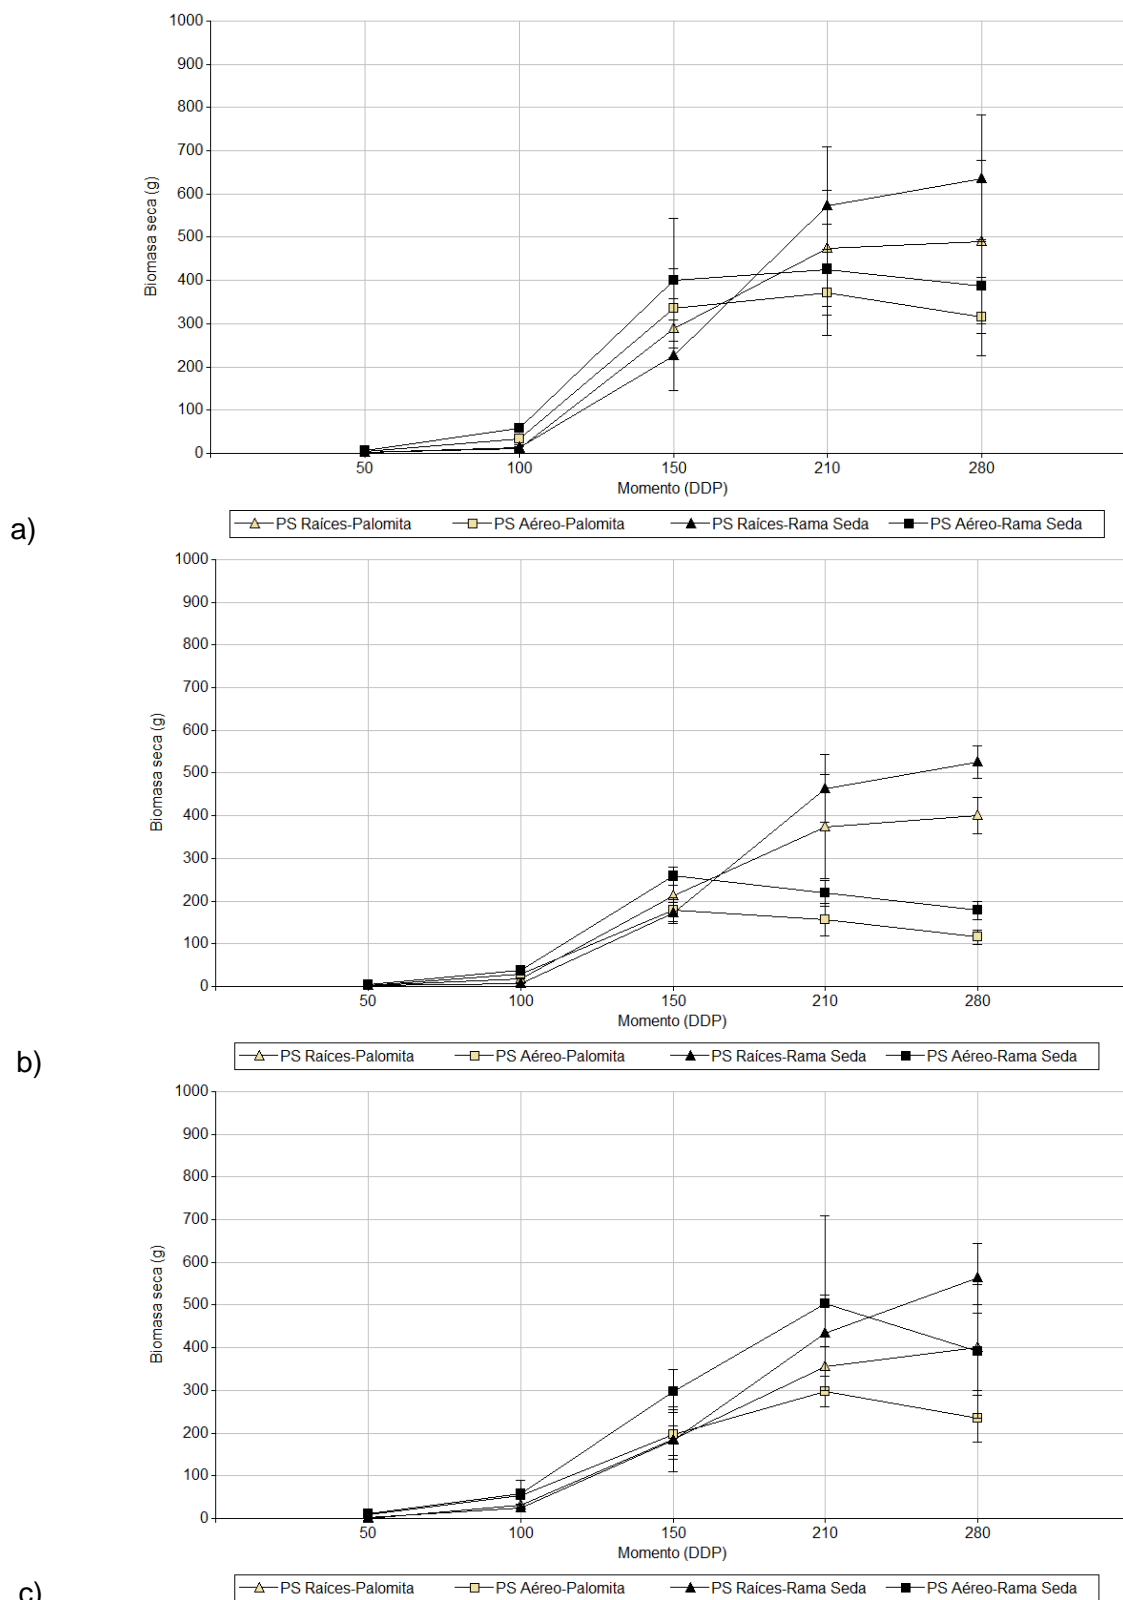 1000
900
800
700
600
500
400
300
200
100
0
Biomasa seca (g)
50 100 150 210 280
Momento (DDP)
PS Raíces-Palomita PS Aéreo-Palomita PS Raíces-Rama Seda PS Aéreo-Rama Seda
a)
1000
900
800
700
600
500
400
300
200
100
0
Biomasa seca (g)
50 100 150 210 280
Momento (DDP)
PS Raíces-Palomita PS Aéreo-Palomita PS Raíces-Rama Seda PS Aéreo-Rama Seda
b)
1000
900
800
700
600
500
400
300
200
100
0
Biomasa seca (g)
50 100 150 210 280
Momento (DDP)
PS Raíces-Palomita PS Aéreo-Palomita PS Raíces-Rama Seda PS Aéreo-Rama Seda
c)